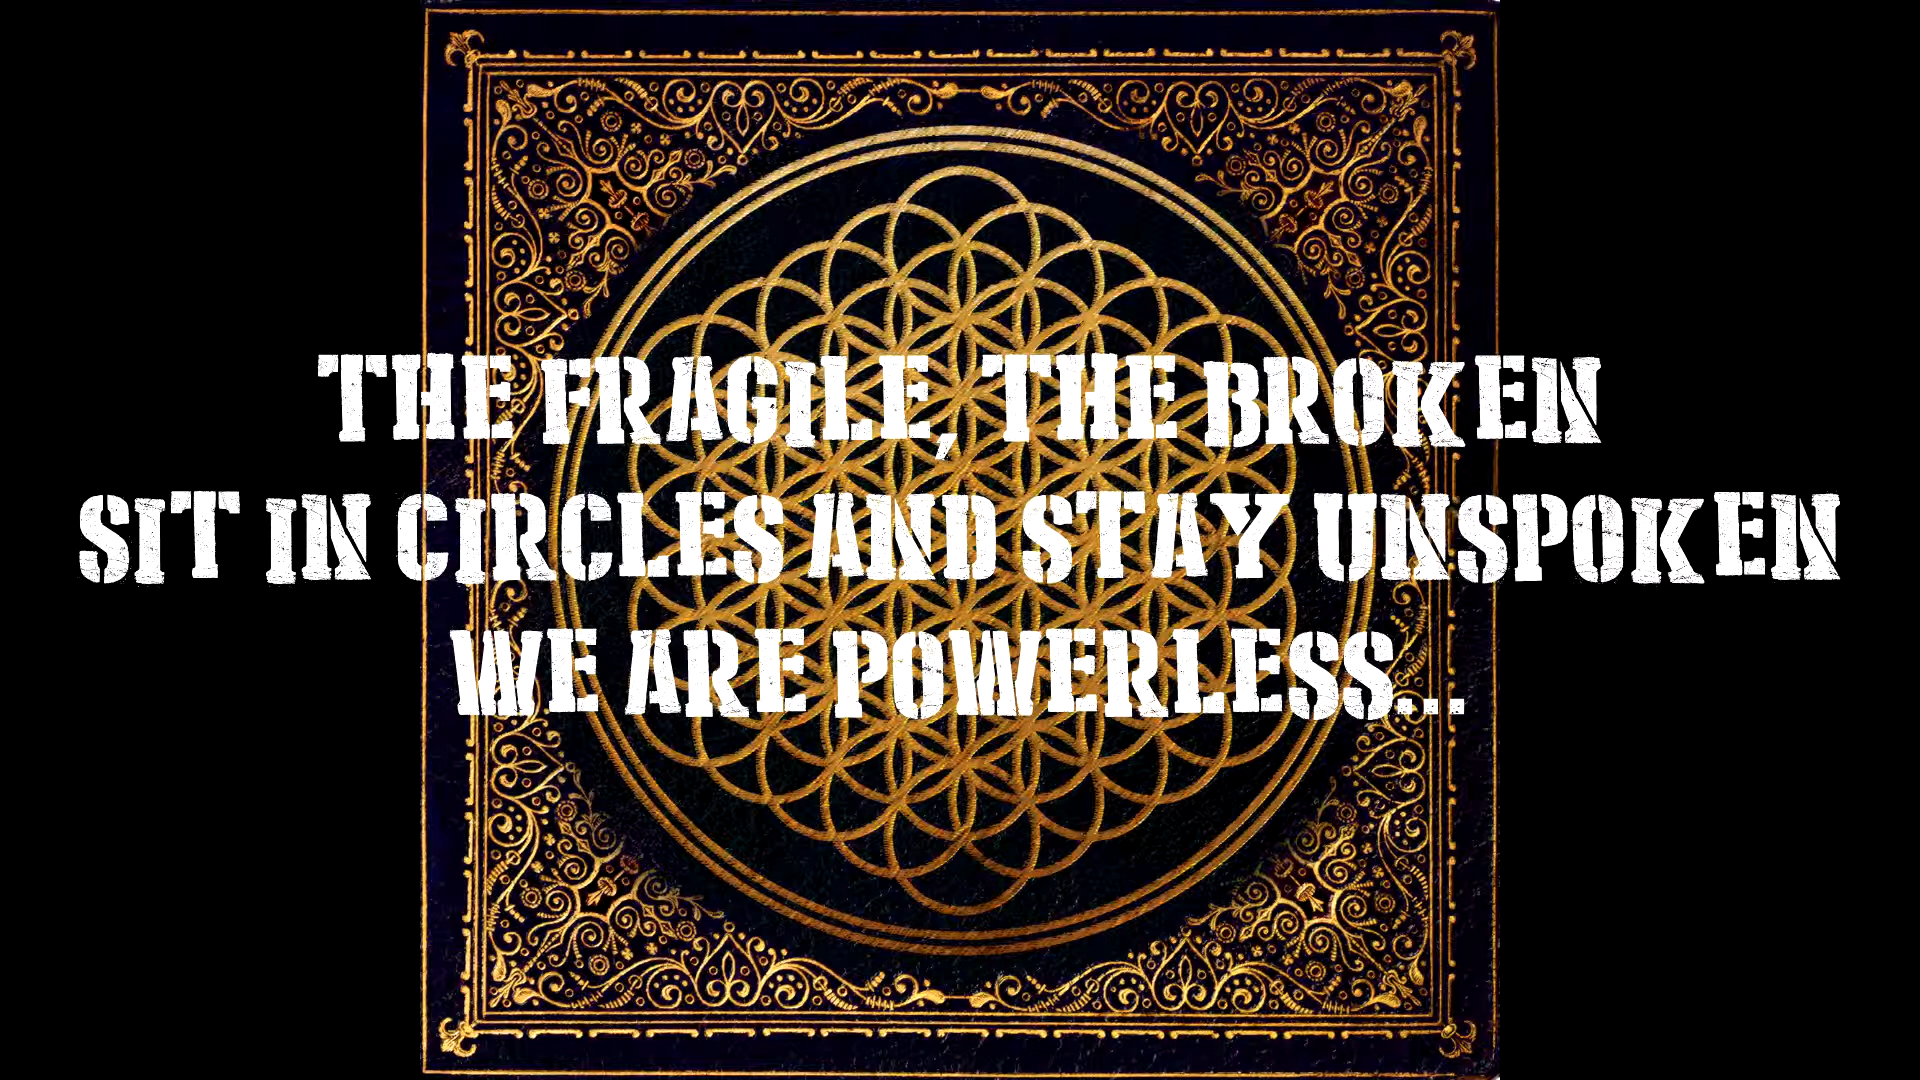 THE FRAGILE, THE BROKEN
SIT IN CIRCLES AND STAY UNSPOKEN
WE ARE POWERLESS...